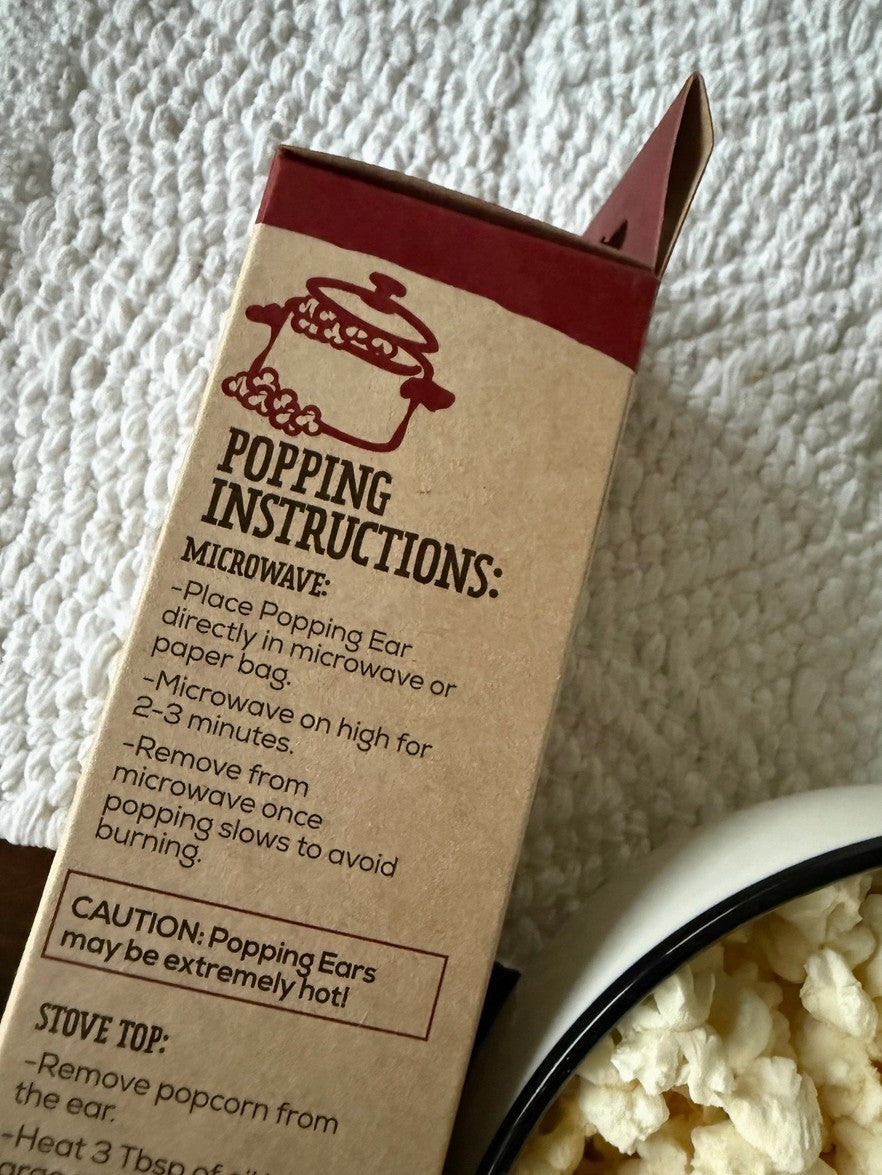 POPPING
INSTRUCTIONS:
MICROWAVE:
-Place Popping Ear
directly in microwave or
paper bag.
-Microwave on high for
2-3 minutes.
-Remove from
microwave once
popping slows to avoid
burning.
CAUTION: Popping Ears
may be extremely hot!
STOVE TOP:
-Remove popcorn from
the ear.
-Heat 3 Tbsp of